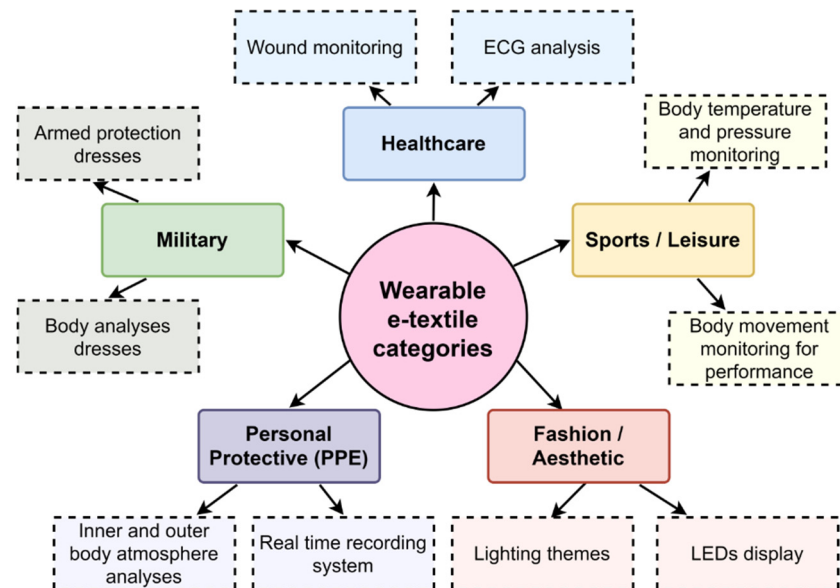 Wound monitoring
ECG analysis
Healthcare
Armed protection
dresses
Body temperature
and pressure
monitoring
Military
Sports / Leisure
Wearable
e-textile
categories
Body analyses
dresses
Body movement
monitoring for
performance
Personal
Protective (PPE)
Fashion /
Aesthetic
Inner and outer
body atmosphere
analyses
Real time recording
system
Lighting themes
LEDs display